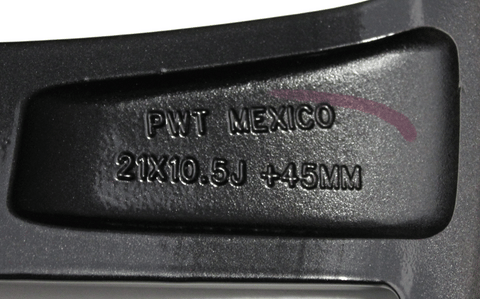 PWT MEXICO
21X10.5J +45MM